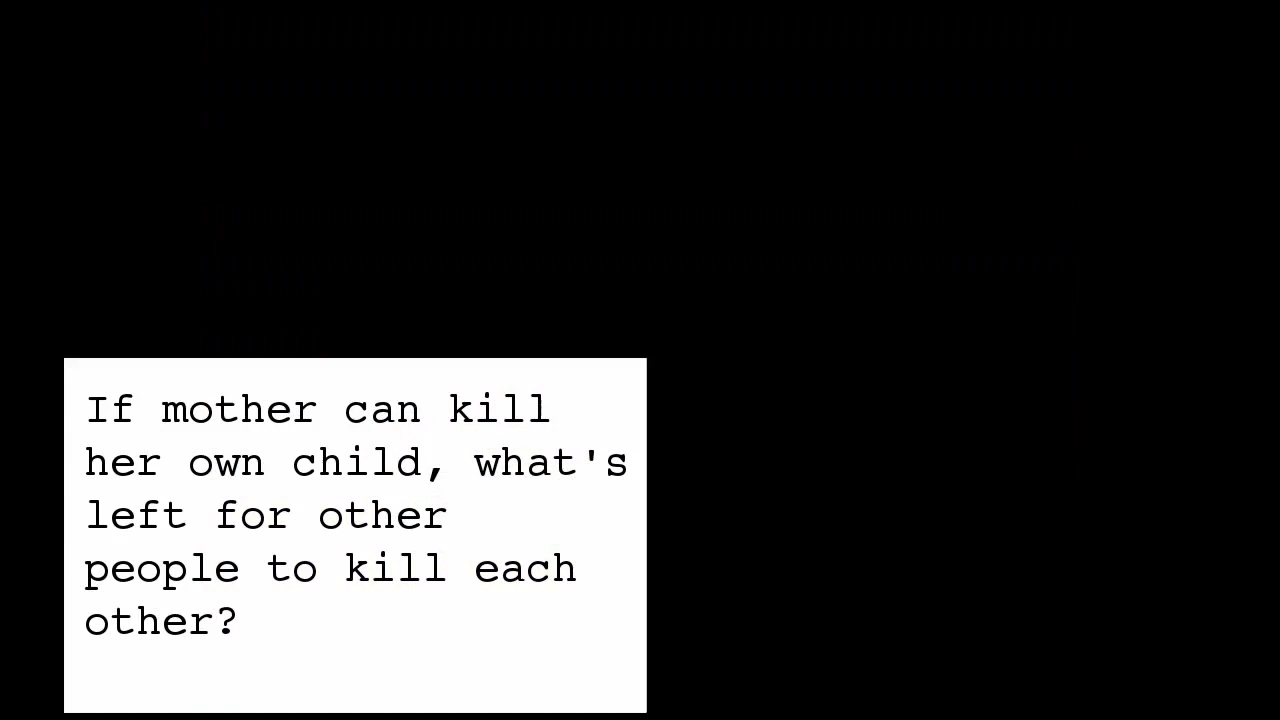 If mother can kill
her own child, what's
left for other
people to kill each
other?